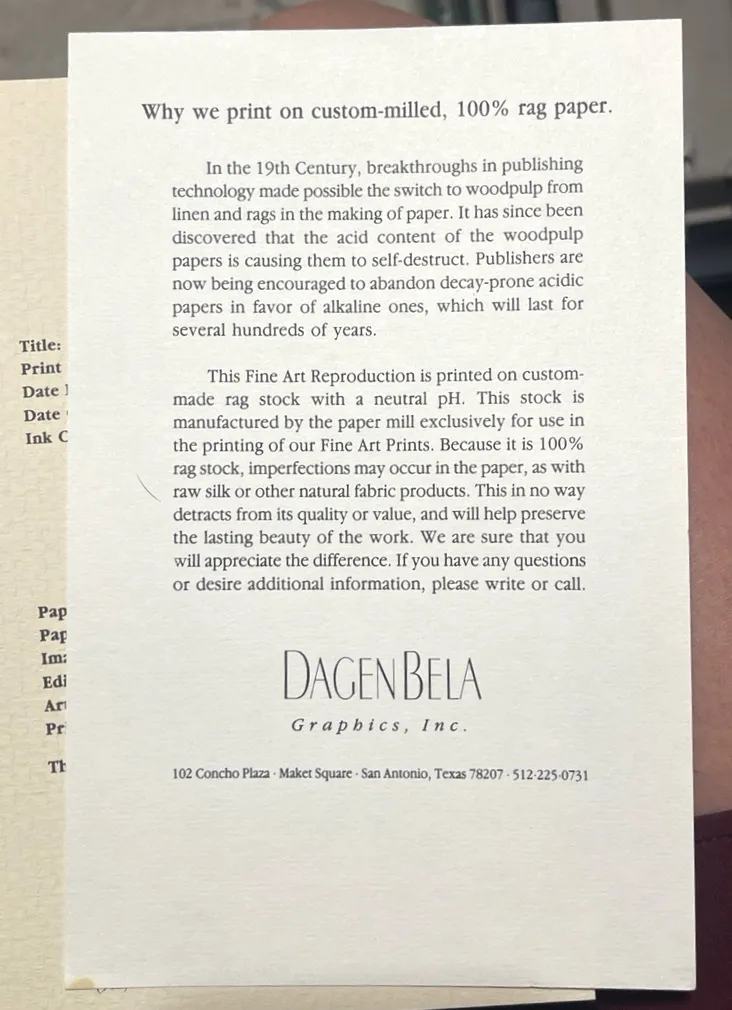 Why we print on custom-milled, 100% rag paper.
In the 19th Century, breakthroughs in publishing
technology made possible the switch to woodpulp from
linen and rags in the making of paper. It has since been
discovered that the acid content of the woodpulp
papers is causing them to self-destruct. Publishers are
now being encouraged to abandon decay-prone acidic
papers in favor of alkaline ones, which will last for
several hundreds of years.
This Fine Art Reproduction is printed on custom-
made rag stock with a neutral pH. This stock is
manufactured by the paper mill exclusively for use in
the printing of our Fine Art Prints. Because it is 100%
rag stock, imperfections may occur in the paper, as with
raw silk or other natural fabric products. This in no way
detracts from its quality or value, and will help preserve
the lasting beauty of the work. We are sure that you
will appreciate the difference. If you have any questions
or desire additional information, please write or call.
DAGENBELA
Graphics, Inc.
102 Concho Plaza · Maket Square · San Antonio, Texas 78207 · 512-225-0731
Title:
Print
Date
Date
Ink